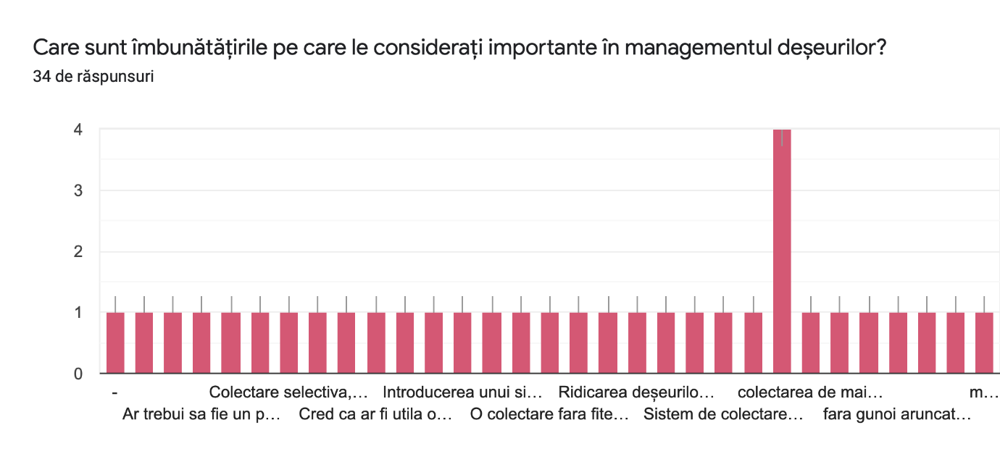 Care sunt îmbunătățirile pe care le considerați importante în managementul deșeurilor?
34 de răspunsuri
4
3
2
1
0
-
Colectare selectiva,…
Introducerea unui si…
Ridicarea deșeurilo…
colectarea de mai…
m…
Ar trebui sa fie un p…
Cred ca ar fi utila o…
O colectare fara fite…
Sistem de colectare…
fara gunoi aruncat…